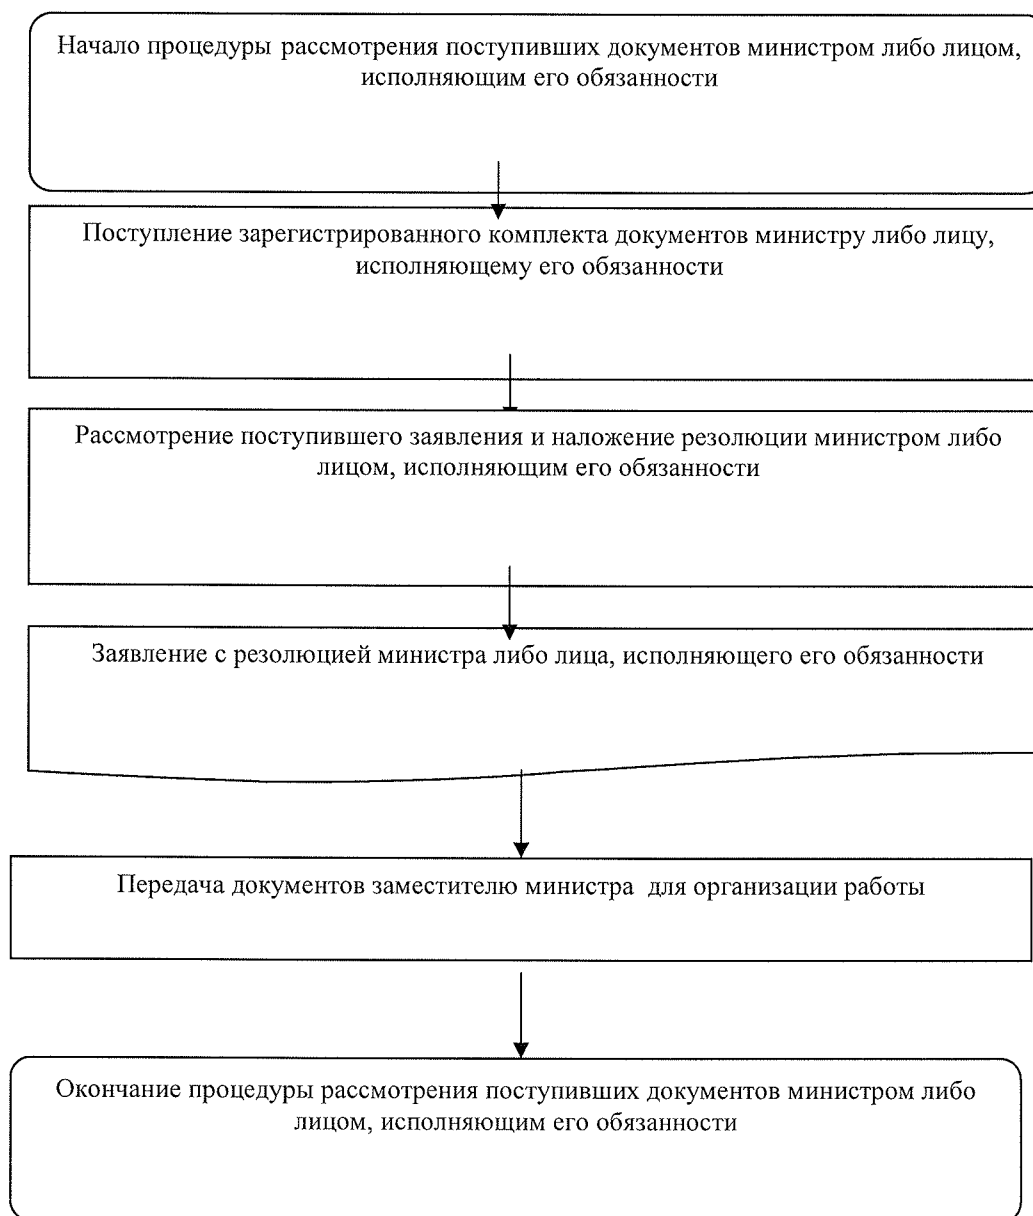 Начало процедуры рассмотрения поступивших документов министром либо лицом,
исполняющим его обязанности
Поступление зарегистрированного комплекта документов министру либо лицу,
исполняющему его обязанности
Рассмотрение поступившего заявления и наложение резолюции министром либо
лицом, исполняющим его обязанности
Заявление с резолюцией министра либо лица, исполняющего его обязанности
Передача документов заместителю министра для организации работы
Окончание процедуры рассмотрения поступивших документов министром либо
лицом, исполняющим его обязанности